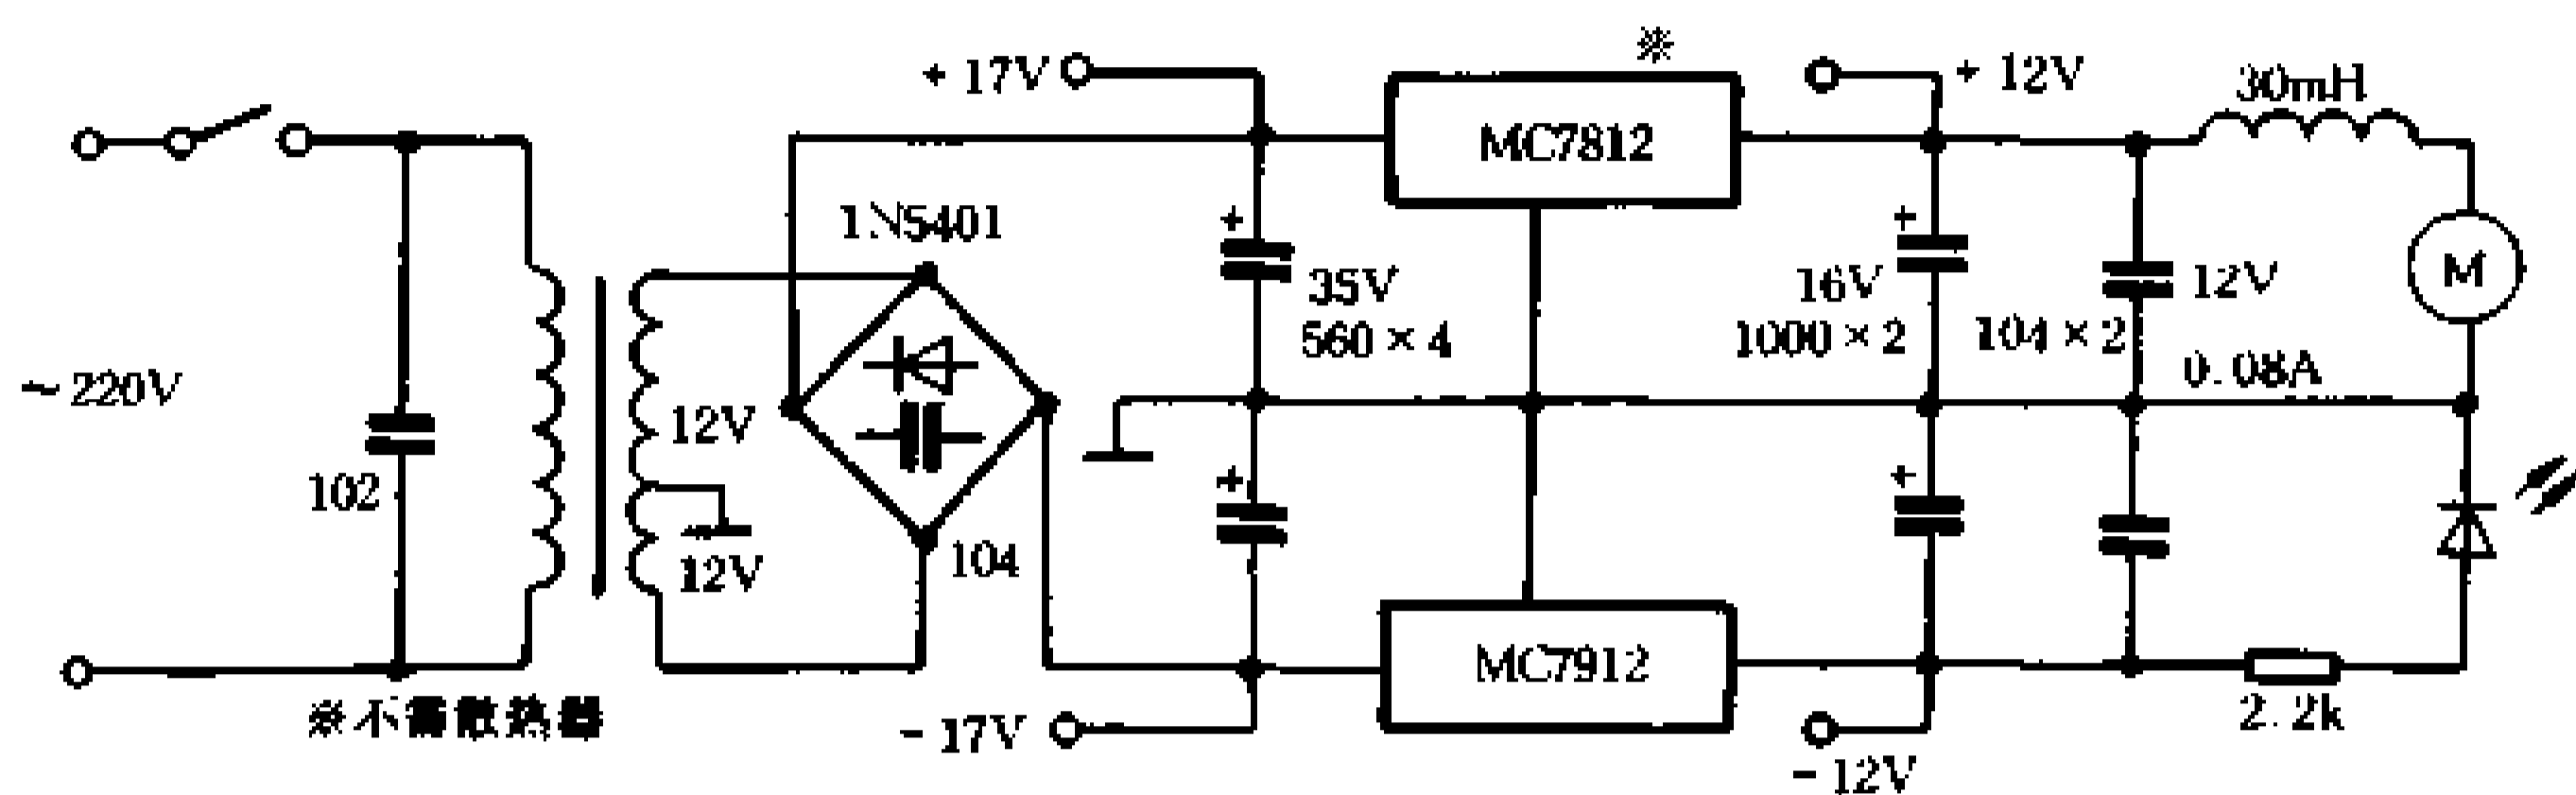 ~220V
102
※不需散热器
12V
12V
1N5401
104
+17V
-17V
+
35V
560×4
+
※
MC7812
MC7912
+12V
-12V
+
16V
1000×2
+
104×2
30mH
M
12V
0.08A
2.2k